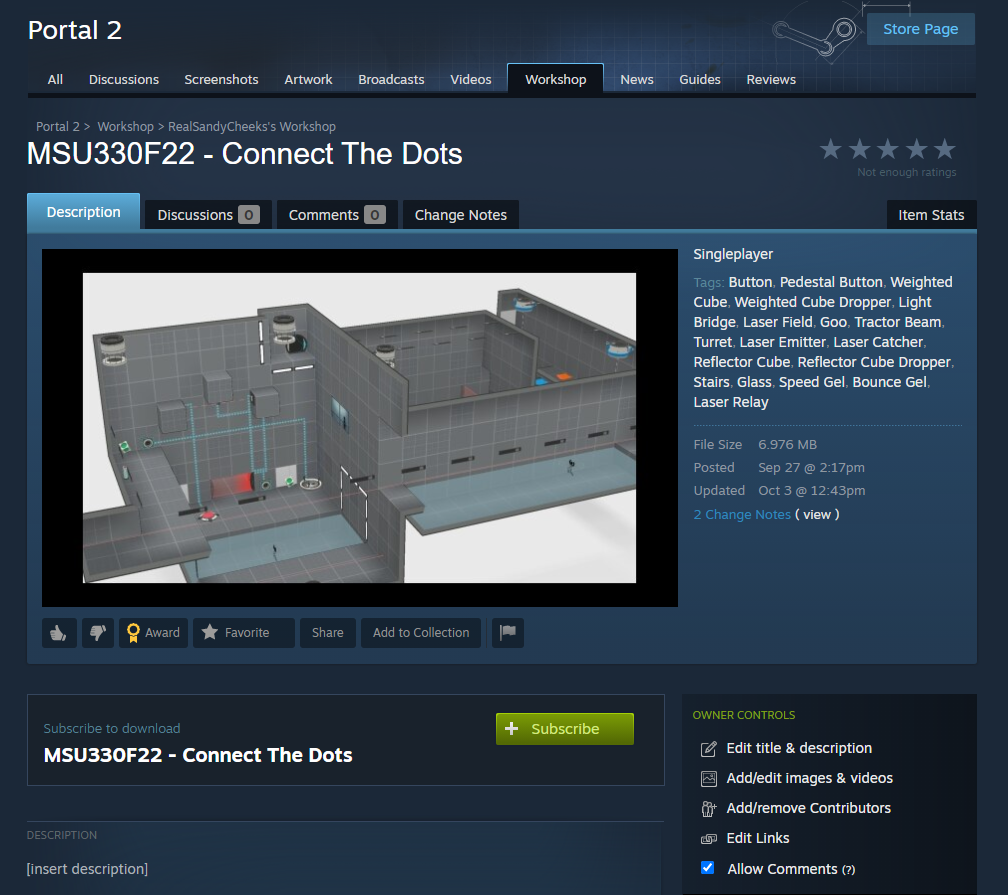 Portal 2
Store Page
All Discussions Screenshots Artwork Broadcasts Videos Workshop News Guides Reviews
Portal 2 > Workshop > RealSandyCheeks's Workshop
MSU330F22 - Connect The Dots
Not enough ratings
Description Discussions 0 Comments 0 Change Notes Item Stats
Singleplayer
Tags: Button, Pedestal Button, Weighted
Cube, Weighted Cube Dropper, Light
Bridge, Laser Field, Goo, Tractor Beam,
Turret, Laser Emitter, Laser Catcher,
Reflector Cube, Reflector Cube Dropper,
Stairs, Glass, Speed Gel, Bounce Gel,
Laser Relay
File Size 6.976 MB
Posted Sep 27 @ 2:17pm
Updated Oct 3 @ 12:43pm
2 Change Notes ( view )
Award Favorite Share Add to Collection
Subscribe to download
MSU330F22 - Connect The Dots
Subscribe
DESCRIPTION
[insert description]
OWNER CONTROLS
Edit title & description
Add/edit images & videos
Add/remove Contributors
Edit Links
Allow Comments (?)